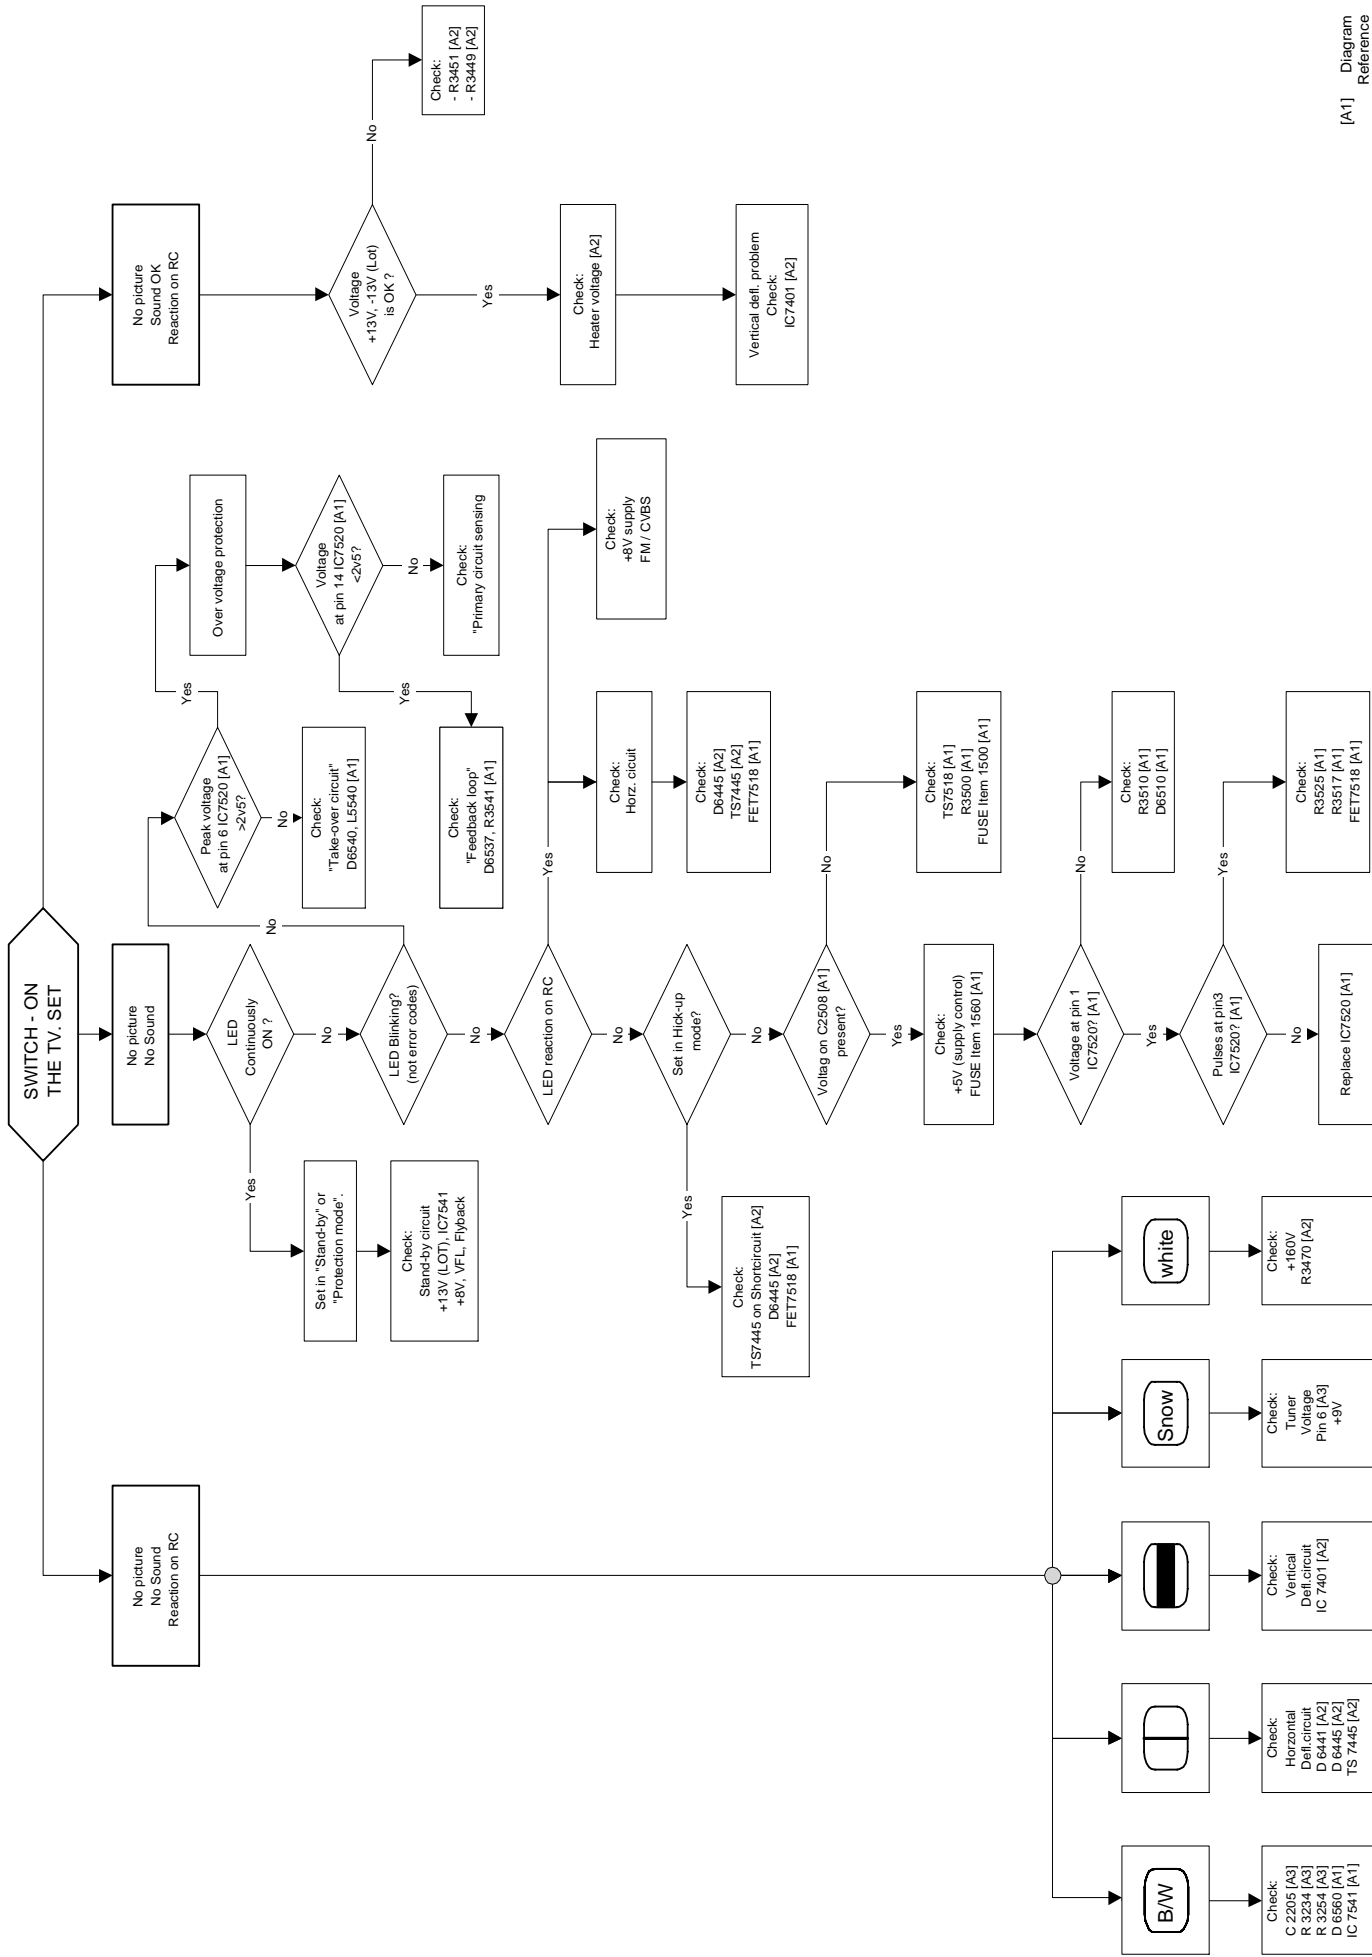 SWITCH - ON
THE TV. SET
No picture
No Sound
Reaction on RC
B/W
Check:
C 2205 [A3]
R 3234 [A3]
R 3254 [A3]
D 6560 [A1]
IC 7541 [A1]
Check:
Horzontal
Defl.circuit
D 6441 [A2]
D 6445 [A2]
TS 7445 [A2]
Check:
Vertical
Defl.circuit
IC 7401 [A2]
Snow
Check:
Tuner
Voltage
Pin 6 [A3]
+9V
white
Check:
+160V
R3470 [A2]
No picture
No Sound
LED
Continuously
ON ?
Yes
Set in "Stand-by" or
"Protection mode".
Check:
Stand-by circuit
+13V (LOT), IC7541
+8V, VFL, Flyback
No
LED Blinking?
(not error codes)
No
Peak voltage
at pin 6 IC7520 [A1]
>2v5?
No
Check:
"Take-over circuit"
D6540, L5540 [A1]
Yes
Over voltage protection
Voltage
at pin 14 IC7520 [A1]
<2v5?
No
Check:
"Primary circuit sensing
Yes
Check:
"Feedback loop"
D6537, R3541 [A1]
No
LED reaction on RC
Yes
Check:
Horz. cicuit
Check:
D6445 [A2]
TS7445 [A2]
FET7518 [A1]
Check:
+8V supply
FM / CVBS
No
Set in Hick-up
mode?
Yes
Check:
TS7445 on Shortcircuit [A2]
D6445 [A2]
FET7518 [A1]
No
Voltag on C2508 [A1]
present?
No
TS7518 [A1]
R3500 [A1]
FUSE Item 1500 [A1]
Yes
Check:
+5V (supply control)
FUSE Item 1560 [A1]
Voltage at pin 1
IC7520? [A1]
No
Check:
R3510 [A1]
D6510 [A1]
Yes
Pulses at pin3
IC7520? [A1]
Yes
Check:
R3525 [A1]
R3517 [A1]
FET7518 [A1]
No
Replace IC7520 [A1]
No picture
Sound OK
Reaction on RC
Voltage
+13V, -13V (Lot)
is OK ?
No
Check:
- R3451 [A2]
- R3449 [A2]
Yes
Check:
Heater voltage [A2]
Vertical defl. problem
Check:
IC7401 [A2]
[A1] Diagram
Reference